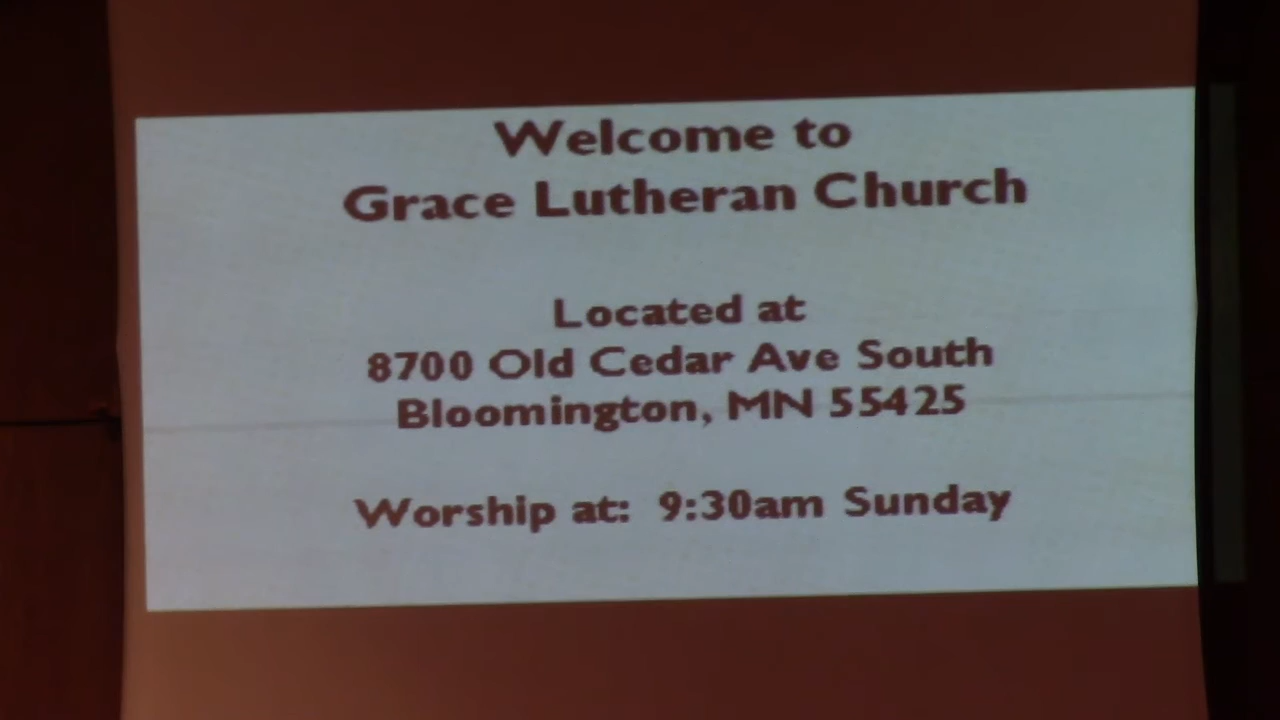 Welcome to
Grace Lutheran Church
Located at
8700 Old Cedar Ave South
Bloomington, MN 55425
Worship at: 9:30am Sunday